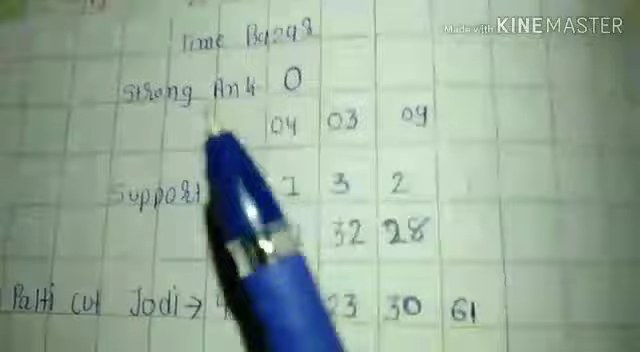 Made with KINEMASTER
Time Bazar
Strong Ank 0
04 03 09
Support 1 3 2
32 28
Patti cut Jodi → 23 30 61